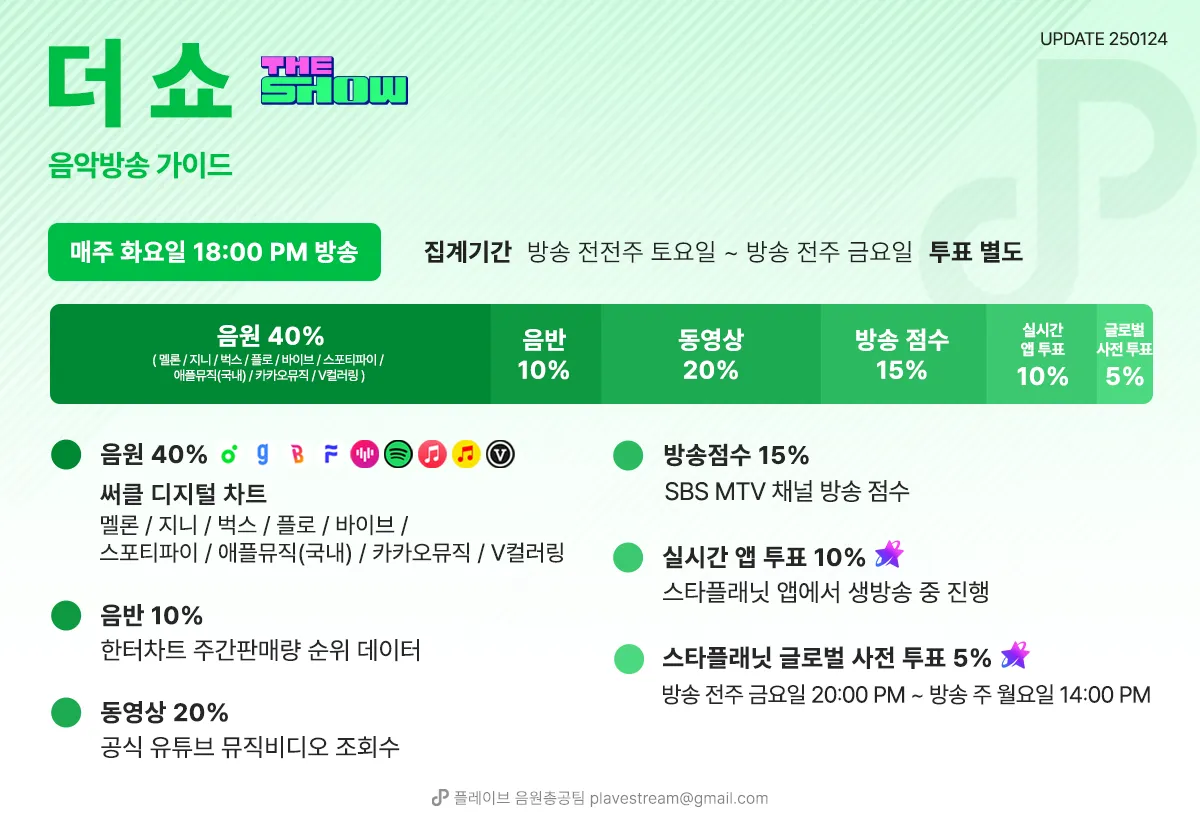 UPDATE 250124
더 쇼
THE SHOW
음악방송 가이드
매주 화요일 18:00 PM 방송
집계기간 방송 전전주 토요일 ~ 방송 전주 금요일 투표 별도
음원 40%
( 멜론 / 지니 / 벅스 / 플로 / 바이브 / 스포티파이 /
애플뮤직(국내) / 카카오뮤직 / V컬러링 )
음반
10%
동영상
20%
방송 점수
15%
실시간
앱 투표
10%
글로벌
사전 투표
5%
음원 40%
써클 디지털 차트
멜론 / 지니 / 벅스 / 플로 / 바이브 /
스포티파이 / 애플뮤직(국내) / 카카오뮤직 / V컬러링
음반 10%
한터차트 주간판매량 순위 데이터
동영상 20%
공식 유튜브 뮤직비디오 조회수
방송점수 15%
SBS MTV 채널 방송 점수
실시간 앱 투표 10%
스타플래닛 앱에서 생방송 중 진행
스타플래닛 글로벌 사전 투표 5%
방송 전주 금요일 20:00 PM ~ 방송 주 월요일 14:00 PM
플레이브 음원총공팀 plavestream@gmail.com